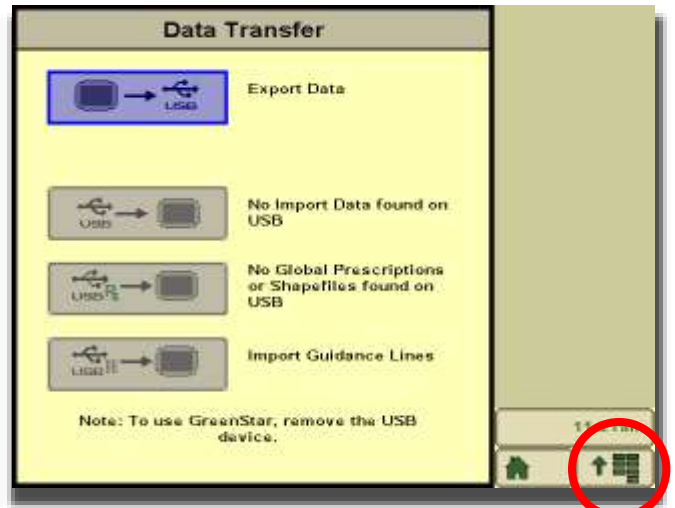 Data Transfer
USB
Export Data
USB
No Import Data found on
USB
USB
No Global Prescriptions
or Shapefiles found on
USB
USB
Import Guidance Lines
Note: To use GreenStar, remove the USB
device.